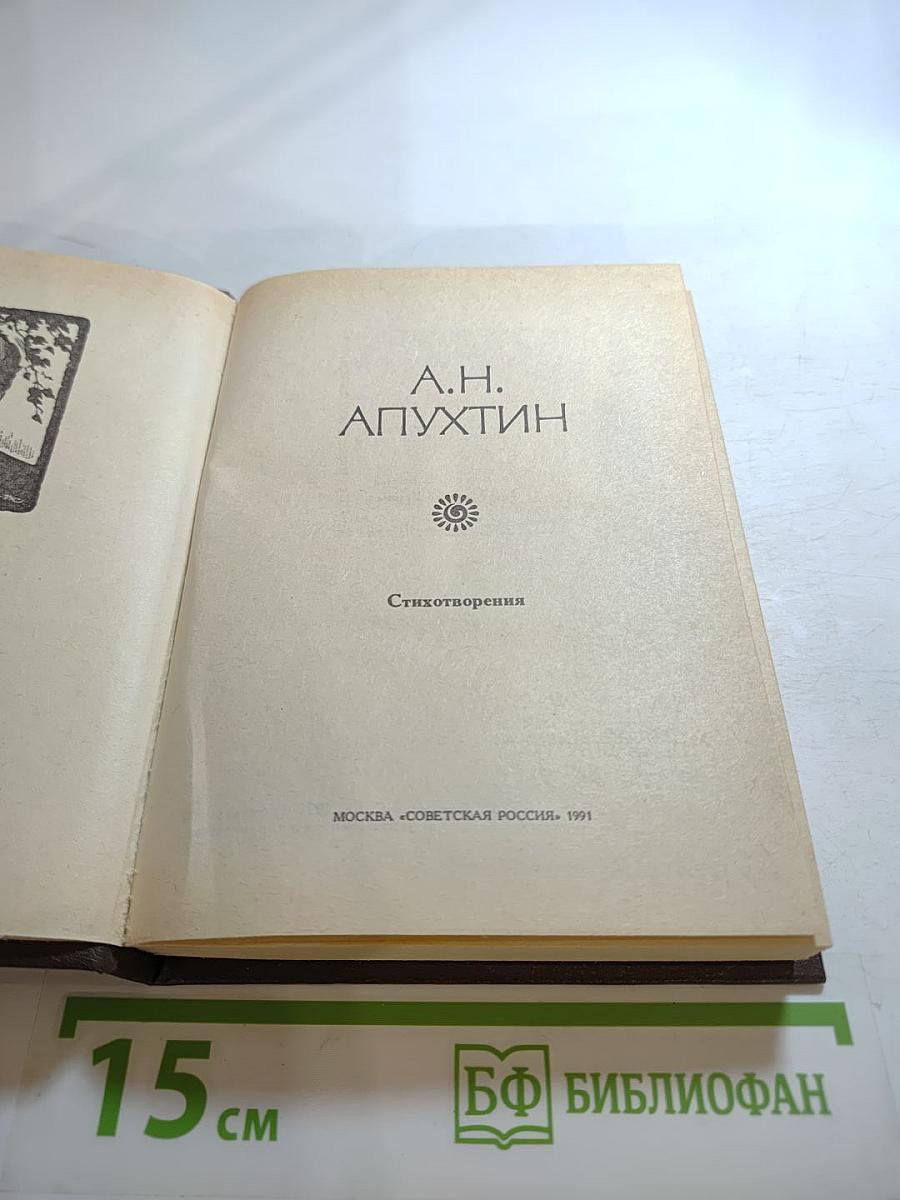 А.Н.
АПУХТИН
Стихотворения
МОСКВА «СОВЕТСКАЯ РОССИЯ» 1991
15 см
БФ БИБЛИОФАН